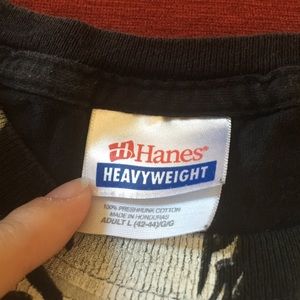 Hanes®
HEAVYWEIGHT
100% PRESHRUNK COTTON
MADE IN HONDURAS
ADULT L (42-44)/G/G